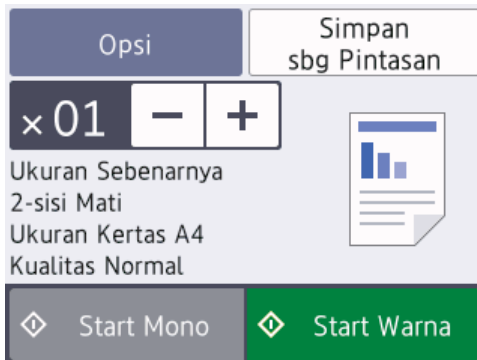 Opsi
Simpan
sbg Pintasan
×01
Ukuran Sebenarnya
2-sisi Mati
Ukuran Kertas A4
Kualitas Normal
Start Mono
Start Warna